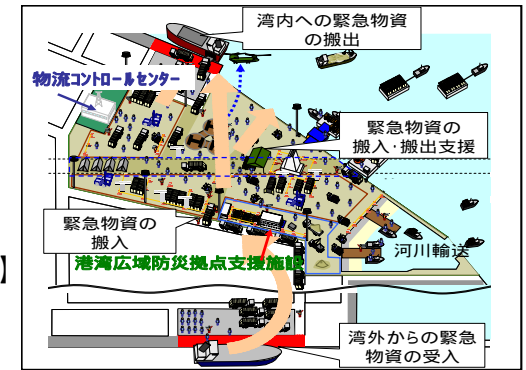 湾内への緊急物資
の搬出
物流コントロールセンター
緊急物資の
搬入・搬出支援
緊急物資の
搬入
河川輸送
港湾広域防災拠点支援施設
】
湾外からの緊急
物資の受入